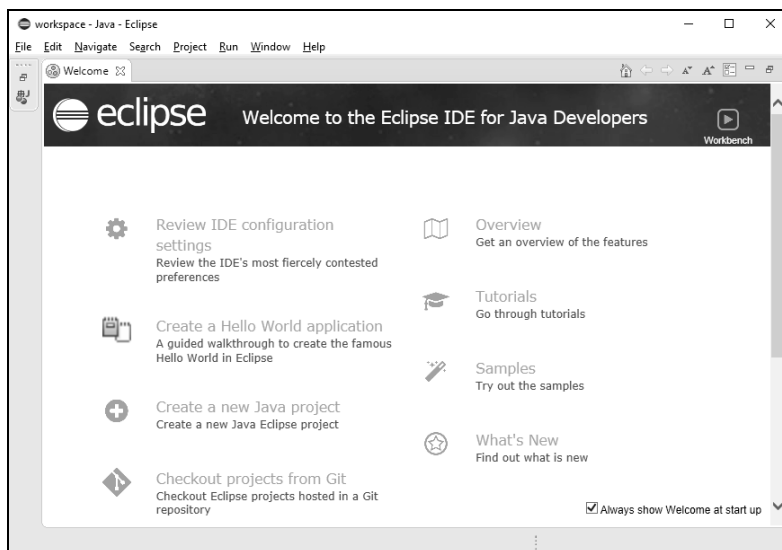 workspace - Java - Eclipse
File Edit Navigate Search Project Run Window Help
Welcome
eclipse
Welcome to the Eclipse IDE for Java Developers
Workbench
Review IDE configuration
settings
Review the IDE's most fiercely contested
preferences
Create a Hello World application
A guided walkthrough to create the famous
Hello World in Eclipse
Create a new Java project
Create a new Java Eclipse project
Checkout projects from Git
Checkout Eclipse projects hosted in a Git
repository
Overview
Get an overview of the features
Tutorials
Go through tutorials
Samples
Try out the samples
What's New
Find out what is new
Always show Welcome at start up